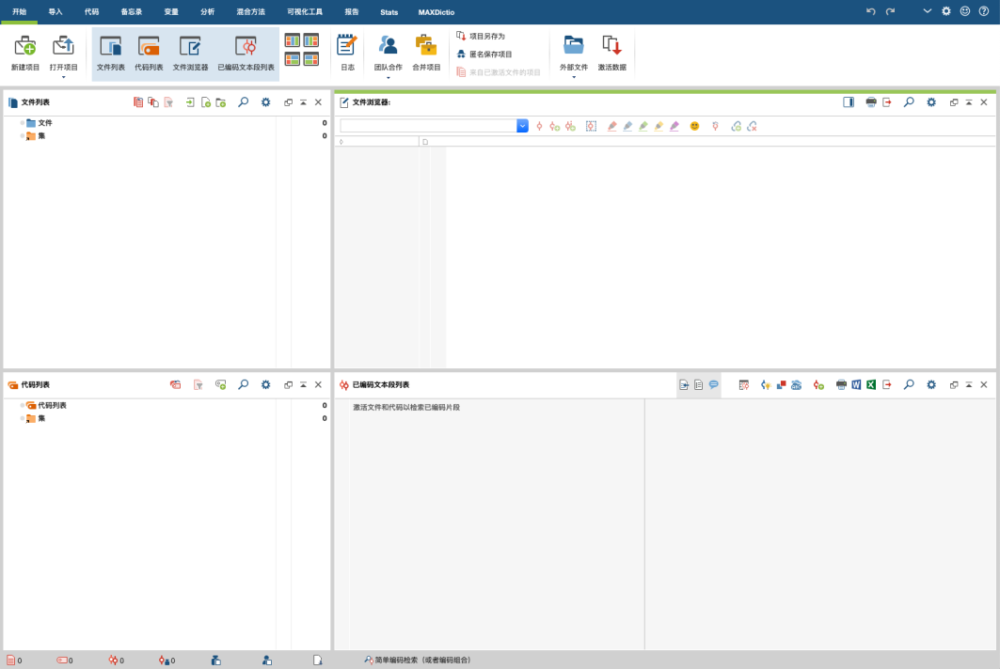 开始 导入 代码 备忘录 变量 分析 混合方法 可视化工具 报告 Stats MAXDictio
项目另存为
匿名保存项目
来自已激活文件的项目
新建项目 打开项目 文件列表 代码列表 文件浏览器 已编码文本段列表 日志 团队合作 合并项目 外部文件 激活数据
文件列表
文件 0
集 0
文件浏览器:
代码列表
代码列表 0
集 0
已编码文本段列表
激活文件和代码以检索已编码片段
0 0 0 0 简单编码检索（或者编码组合）